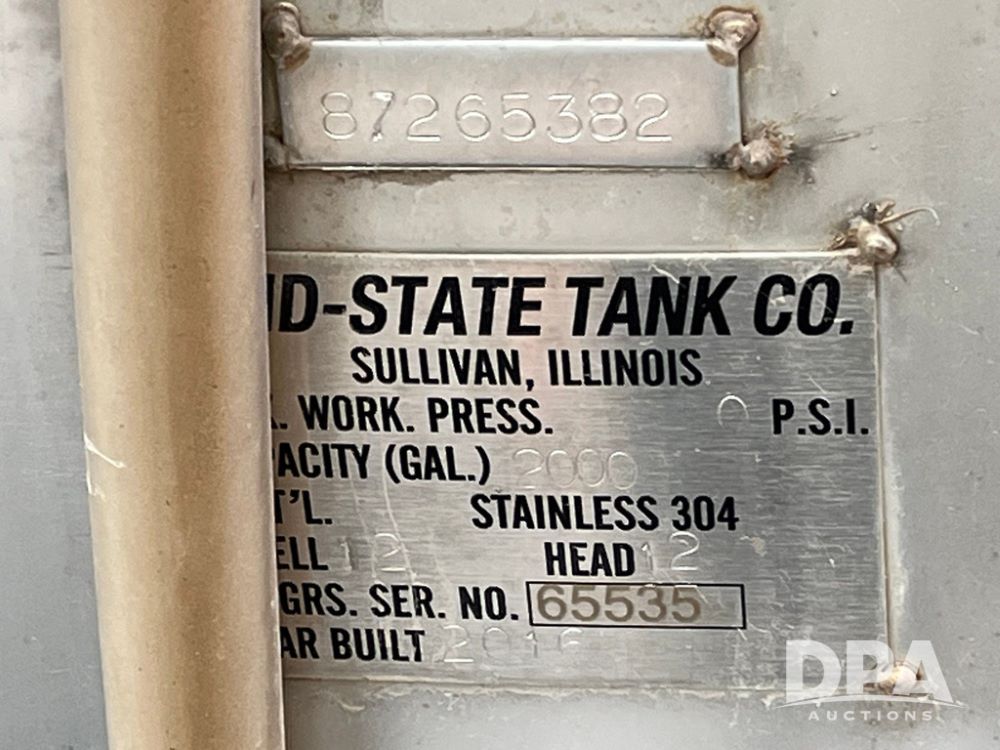 87265382
ID-STATE TANK CO.
SULLIVAN, ILLINOIS
. WORK. PRESS. 0 P.S.I.
ACITY (GAL.) 2000
T'L. STAINLESS 304
ELL 12 HEAD 12
GRS. SER. NO. 65535
AR BUILT 2016
DPA
AUCTIONS